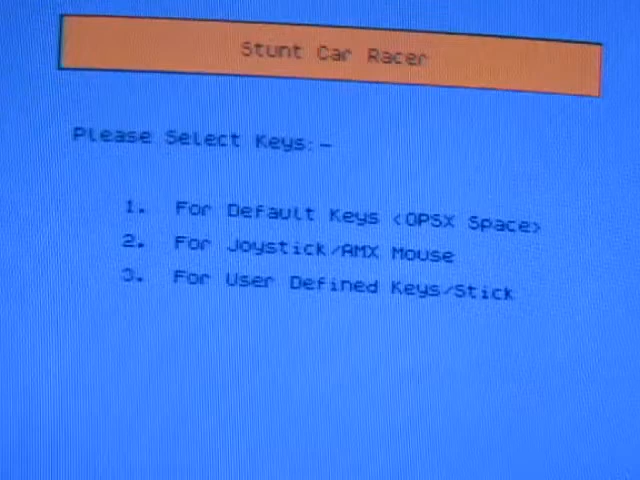 Stunt Car Racer
Please Select Keys:-
1. For Default Keys <OPSX Space>
2. For Joystick/AMX Mouse
3. For User Defined Keys/Stick